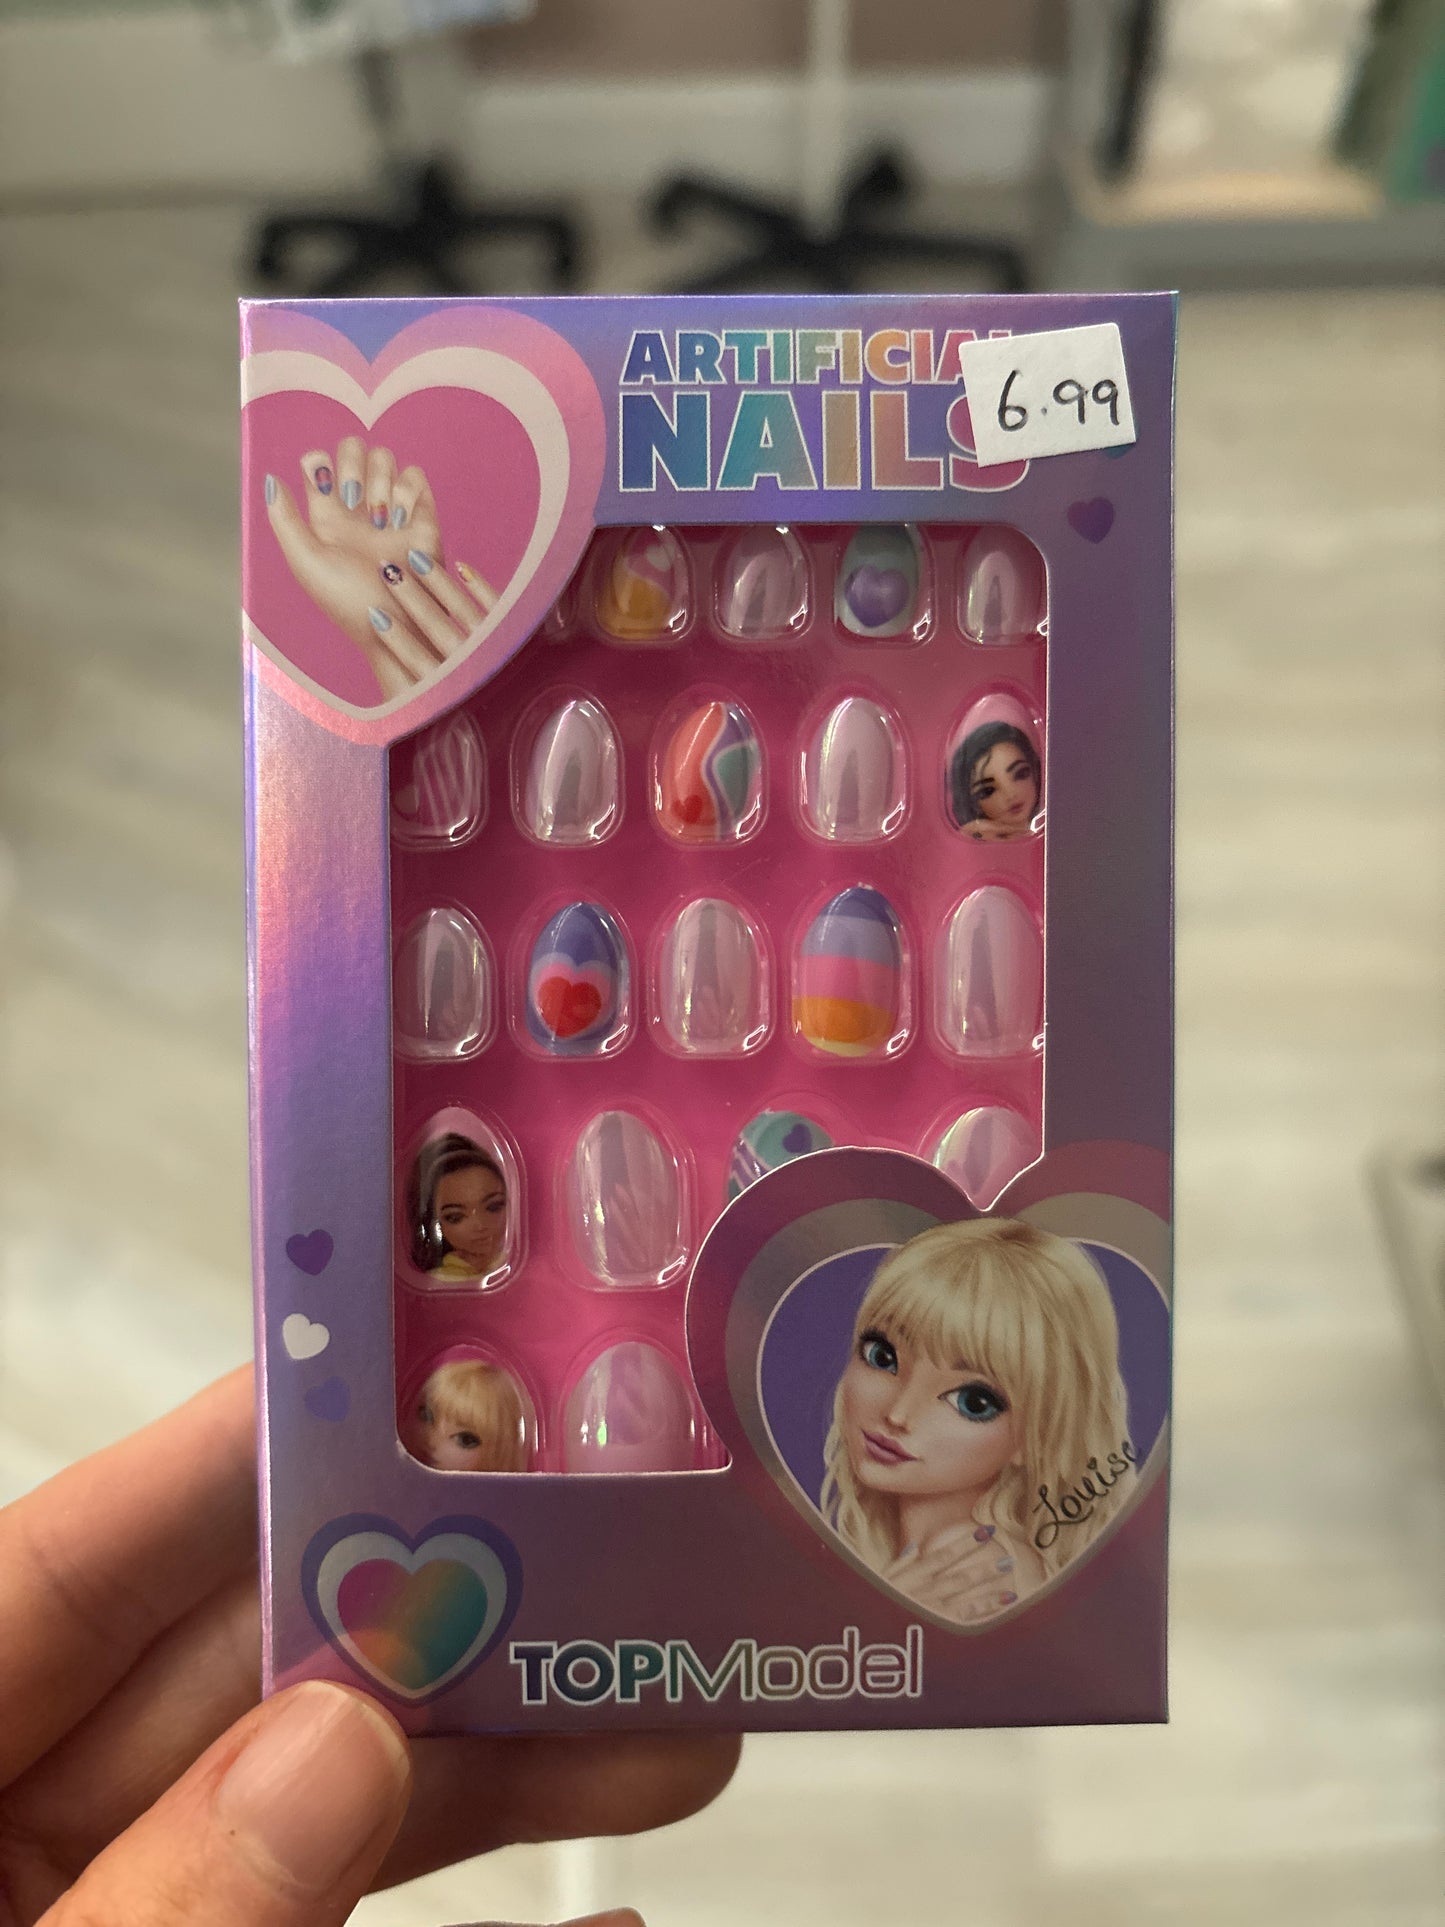 ARTIFICIAL
NAILS
6.99
Louise
TOPModel